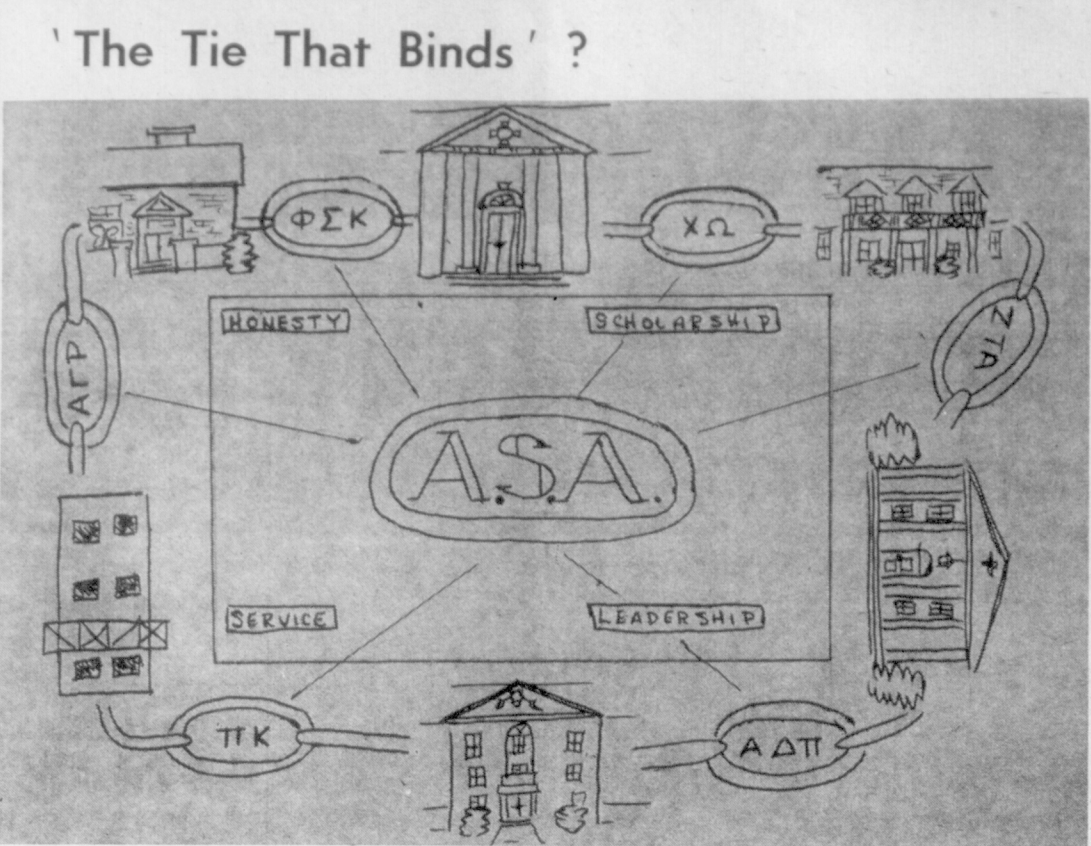 'The Tie That Binds' ?
ΦΣΚ
ΧΩ
HONESTY
SCHOLARSHIP
ΑΓΡ
ΖΤΑ
A.S.A.
SERVICE
LEADERSHIP
ΠΚ
ΑΔΠ